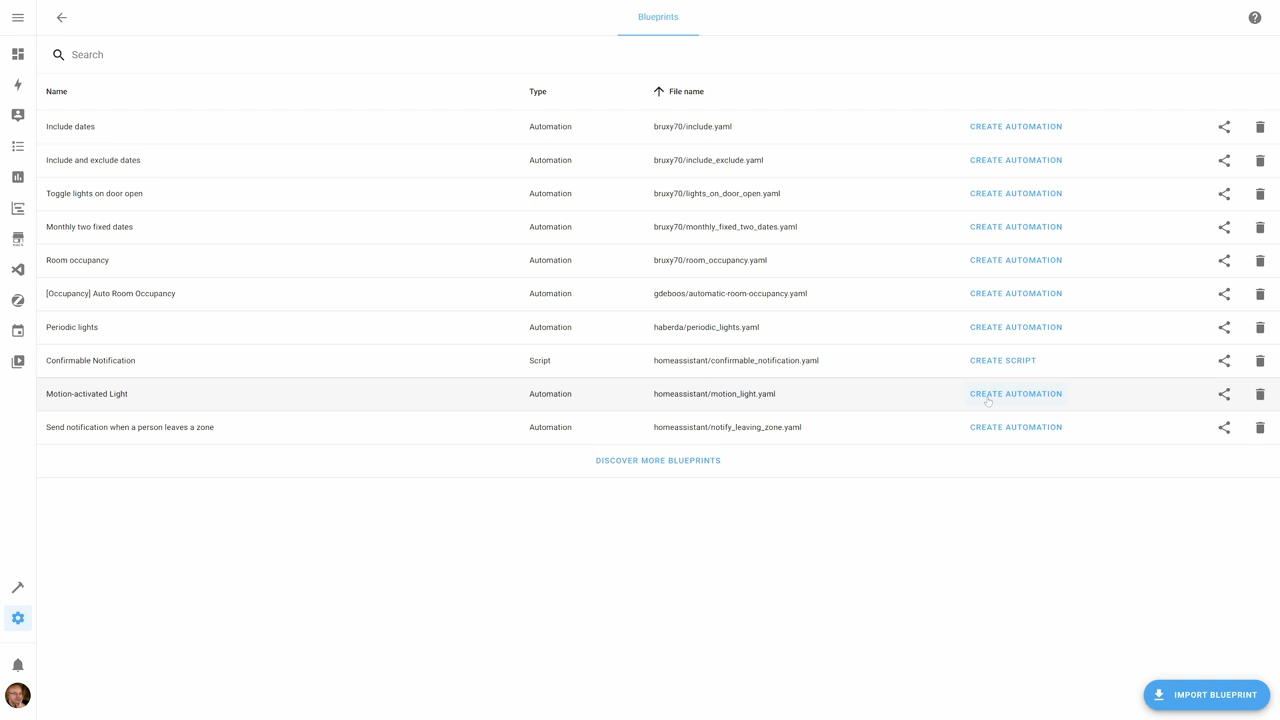 Blueprints
Search
Name Type File name
Include dates Automation bruxy70/include.yaml CREATE AUTOMATION
Include and exclude dates Automation bruxy70/include_exclude.yaml CREATE AUTOMATION
Toggle lights on door open Automation bruxy70/lights_on_door_open.yaml CREATE AUTOMATION
Monthly two fixed dates Automation bruxy70/monthly_fixed_two_dates.yaml CREATE AUTOMATION
Room occupancy Automation bruxy70/room_occupancy.yaml CREATE AUTOMATION
[Occupancy] Auto Room Occupancy Automation gdeboos/automatic-room-occupancy.yaml CREATE AUTOMATION
Periodic lights Automation haberda/periodic_lights.yaml CREATE AUTOMATION
Confirmable Notification Script homeassistant/confirmable_notification.yaml CREATE SCRIPT
Motion-activated Light Automation homeassistant/motion_light.yaml CREATE AUTOMATION
Send notification when a person leaves a zone Automation homeassistant/notify_leaving_zone.yaml CREATE AUTOMATION
DISCOVER MORE BLUEPRINTS
IMPORT BLUEPRINT